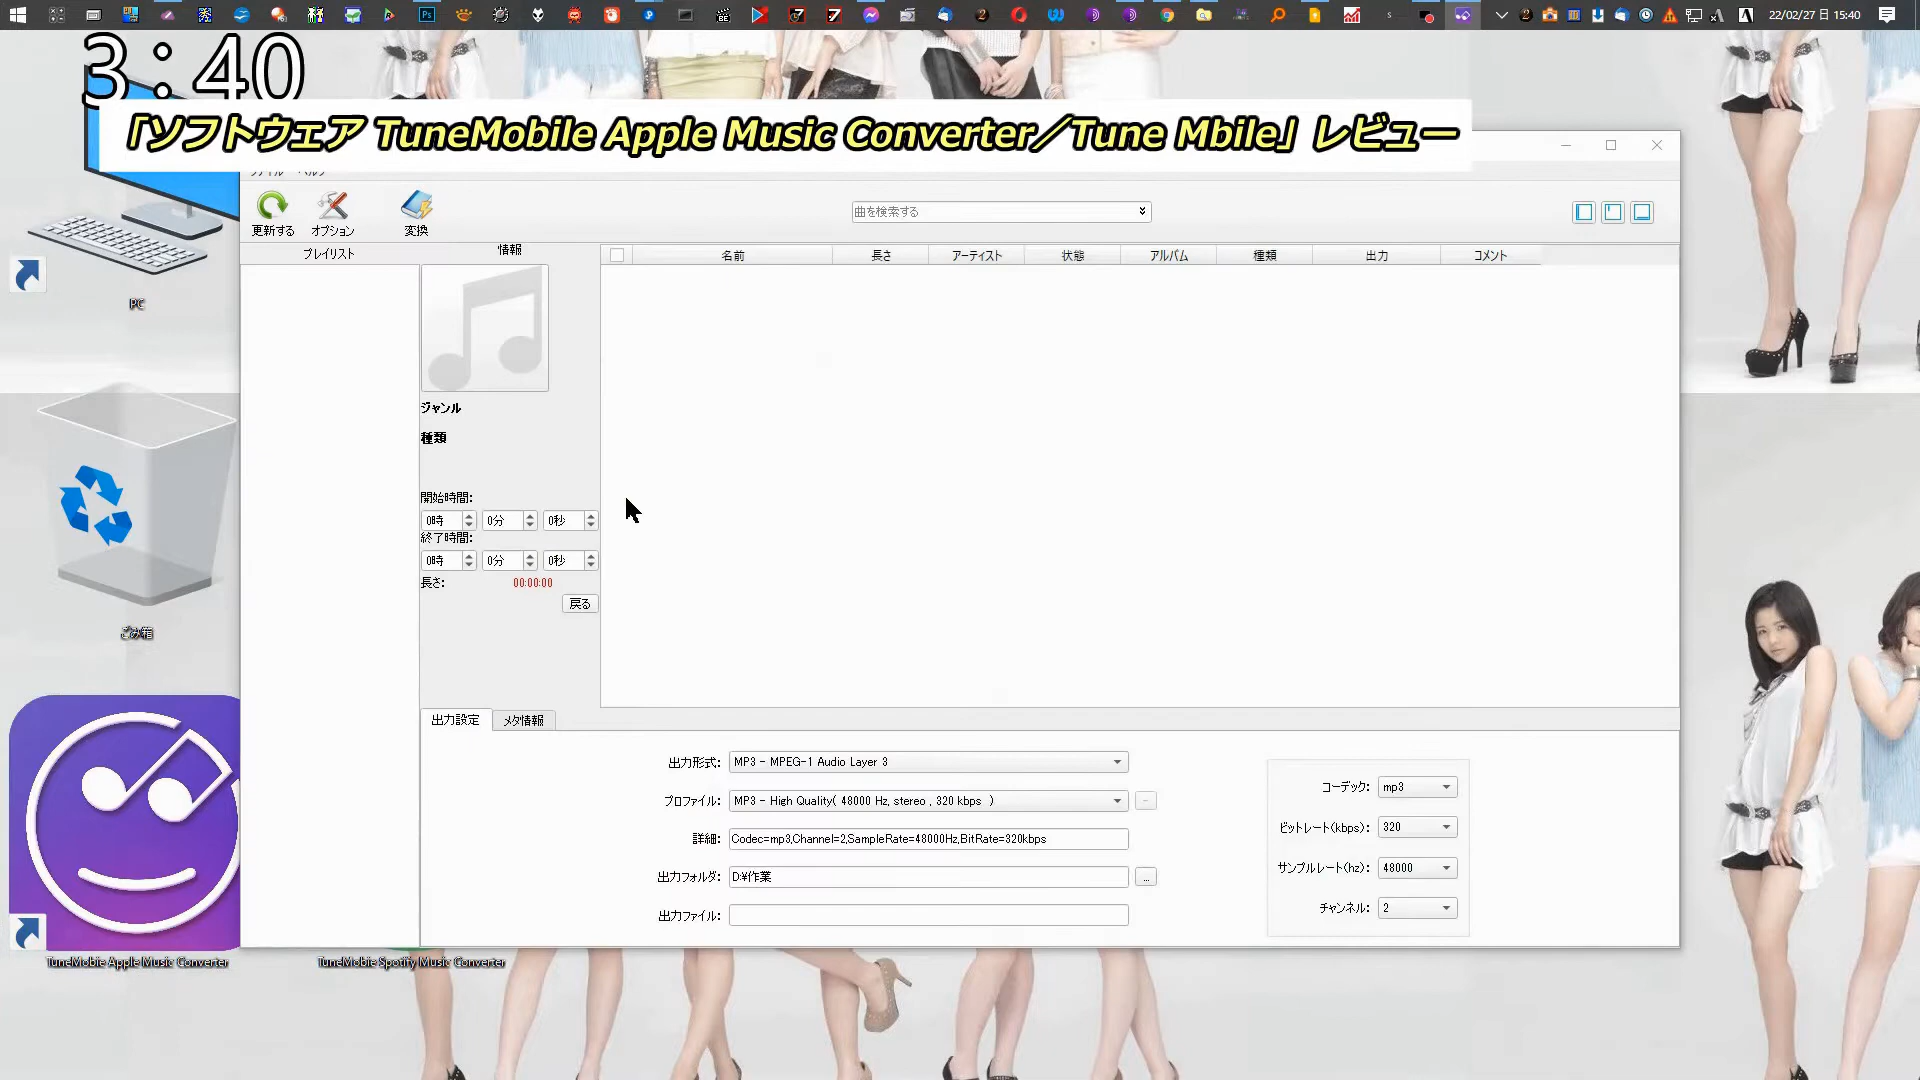 22/02/27 日 15:40
3:40
「ソフトウェア TuneMobile Apple Music Converter／Tune Mbile」レビュー
更新する オプション 変換
曲を検索する
プレイリスト
情報
名前 長さ アーティスト 状態 アルバム 種類 出力 コメント
PC
ジャンル
種類
開始時間:
0時 0分 0秒
終了時間:
0時 0分 0秒
長さ: 00:00:00
戻る
ごみ箱
出力設定 メタ情報
出力形式: MP3 - MPEG-1 Audio Layer 3
プロファイル: MP3 - High Quality( 48000 Hz, stereo , 320 kbps )
詳細: Codec=mp3,Channel=2,SampleRate=48000Hz,BitRate=320kbps
出力フォルダ: D:¥作業 ...
出力ファイル:
コーデック: mp3
ビットレート(kbps): 320
サンプルレート(hz): 48000
チャンネル: 2
TuneMobie Apple Music Converter
TuneMobie Spotify Music Converter